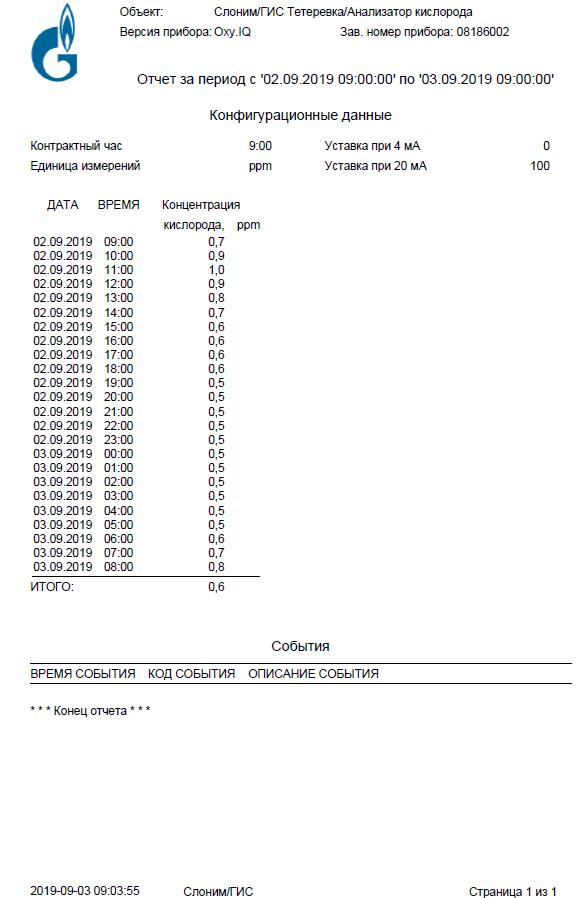 Объект: Слоним/ГИС Тетеревка/Анализатор кислорода
Версия прибора: Oxy.IQ Зав. номер прибора: 08186002
Отчет за период с '02.09.2019 09:00:00' по '03.09.2019 09:00:00'
Конфигурационные данные
Контрактный час 9:00 Уставка при 4 мА 0
Единица измерений ppm Уставка при 20 мА 100
ДАТА ВРЕМЯ Концентрация
кислорода, ppm
02.09.2019 09:00 0,7
02.09.2019 10:00 0,9
02.09.2019 11:00 1,0
02.09.2019 12:00 0,9
02.09.2019 13:00 0,8
02.09.2019 14:00 0,7
02.09.2019 15:00 0,6
02.09.2019 16:00 0,6
02.09.2019 17:00 0,6
02.09.2019 18:00 0,6
02.09.2019 19:00 0,5
02.09.2019 20:00 0,5
02.09.2019 21:00 0,5
02.09.2019 22:00 0,5
02.09.2019 23:00 0,5
03.09.2019 00:00 0,5
03.09.2019 01:00 0,5
03.09.2019 02:00 0,5
03.09.2019 03:00 0,5
03.09.2019 04:00 0,5
03.09.2019 05:00 0,5
03.09.2019 06:00 0,6
03.09.2019 07:00 0,7
03.09.2019 08:00 0,8
ИТОГО: 0,6
События
ВРЕМЯ СОБЫТИЯ КОД СОБЫТИЯ ОПИСАНИЕ СОБЫТИЯ
* * * Конец отчета * * *
2019-09-03 09:03:55 Слоним/ГИС Страница 1 из 1